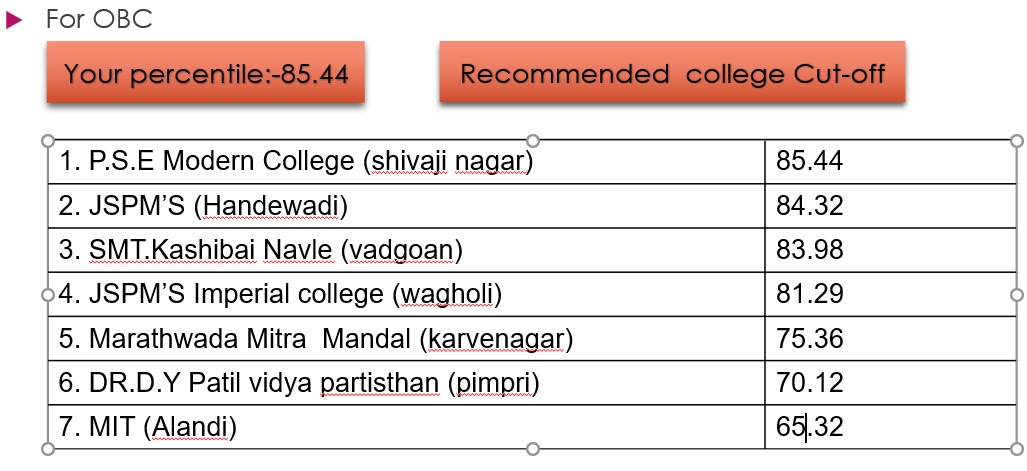 For OBC
Your percentile:-85.44
Recommended college Cut-off
1. P.S.E Modern College (shivaji nagar) 85.44
2. JSPM’S (Handewadi) 84.32
3. SMT.Kashibai Navle (vadgoan) 83.98
4. JSPM’S Imperial college (wagholi) 81.29
5. Marathwada Mitra Mandal (karvenagar) 75.36
6. DR.D.Y Patil vidya partisthan (pimpri) 70.12
7. MIT (Alandi) 65.32